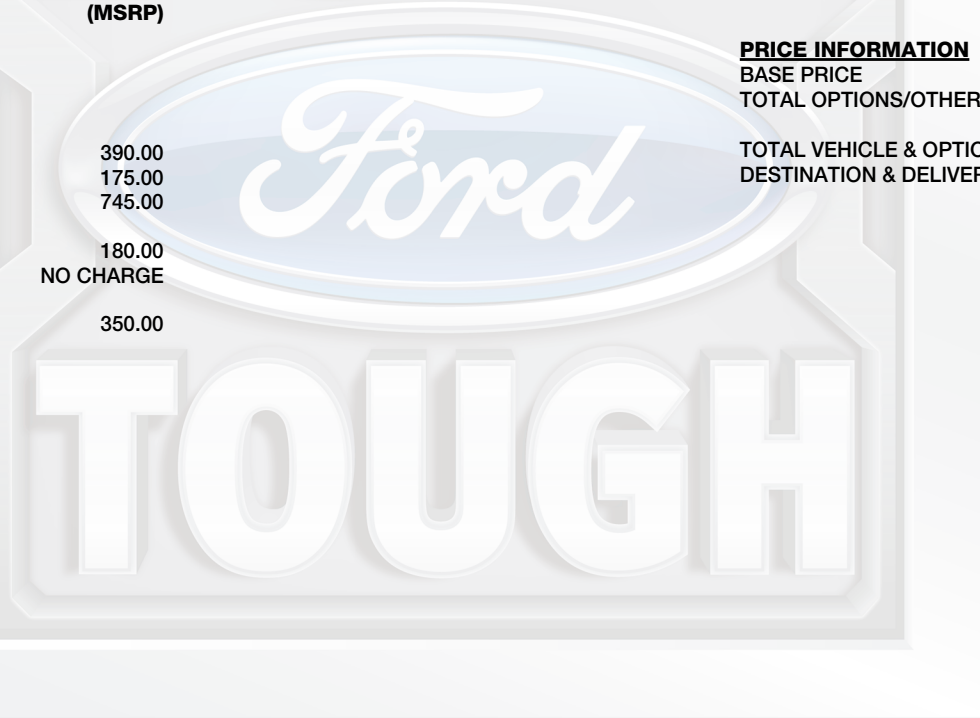 (MSRP)
390.00
175.00
745.00
180.00
NO CHARGE
350.00
PRICE INFORMATION
BASE PRICE
TOTAL OPTIONS/OTHER
TOTAL VEHICLE & OPTIO
DESTINATION & DELIVER
Ford
TOUGH